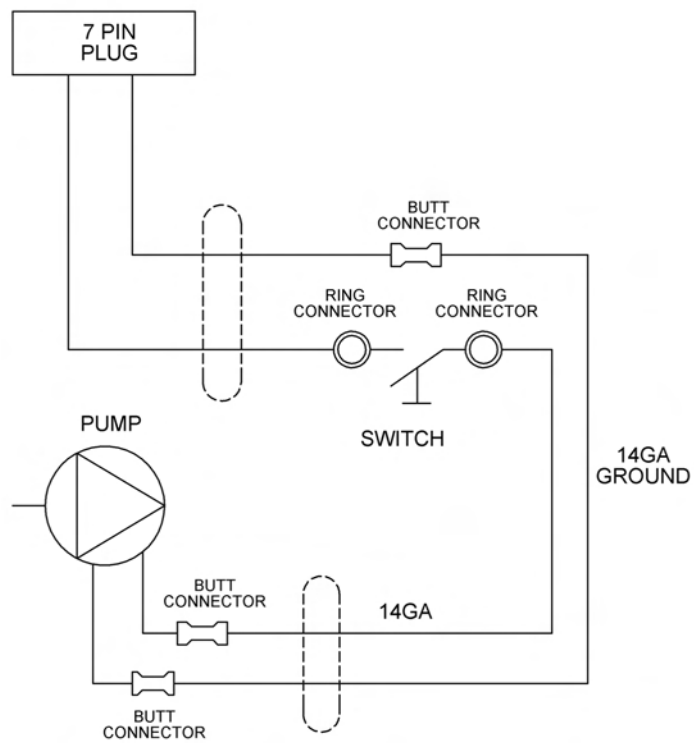 7 PIN
PLUG
BUTT
CONNECTOR
RING
CONNECTOR
RING
CONNECTOR
PUMP
SWITCH
14GA
GROUND
BUTT
CONNECTOR
14GA
BUTT
CONNECTOR